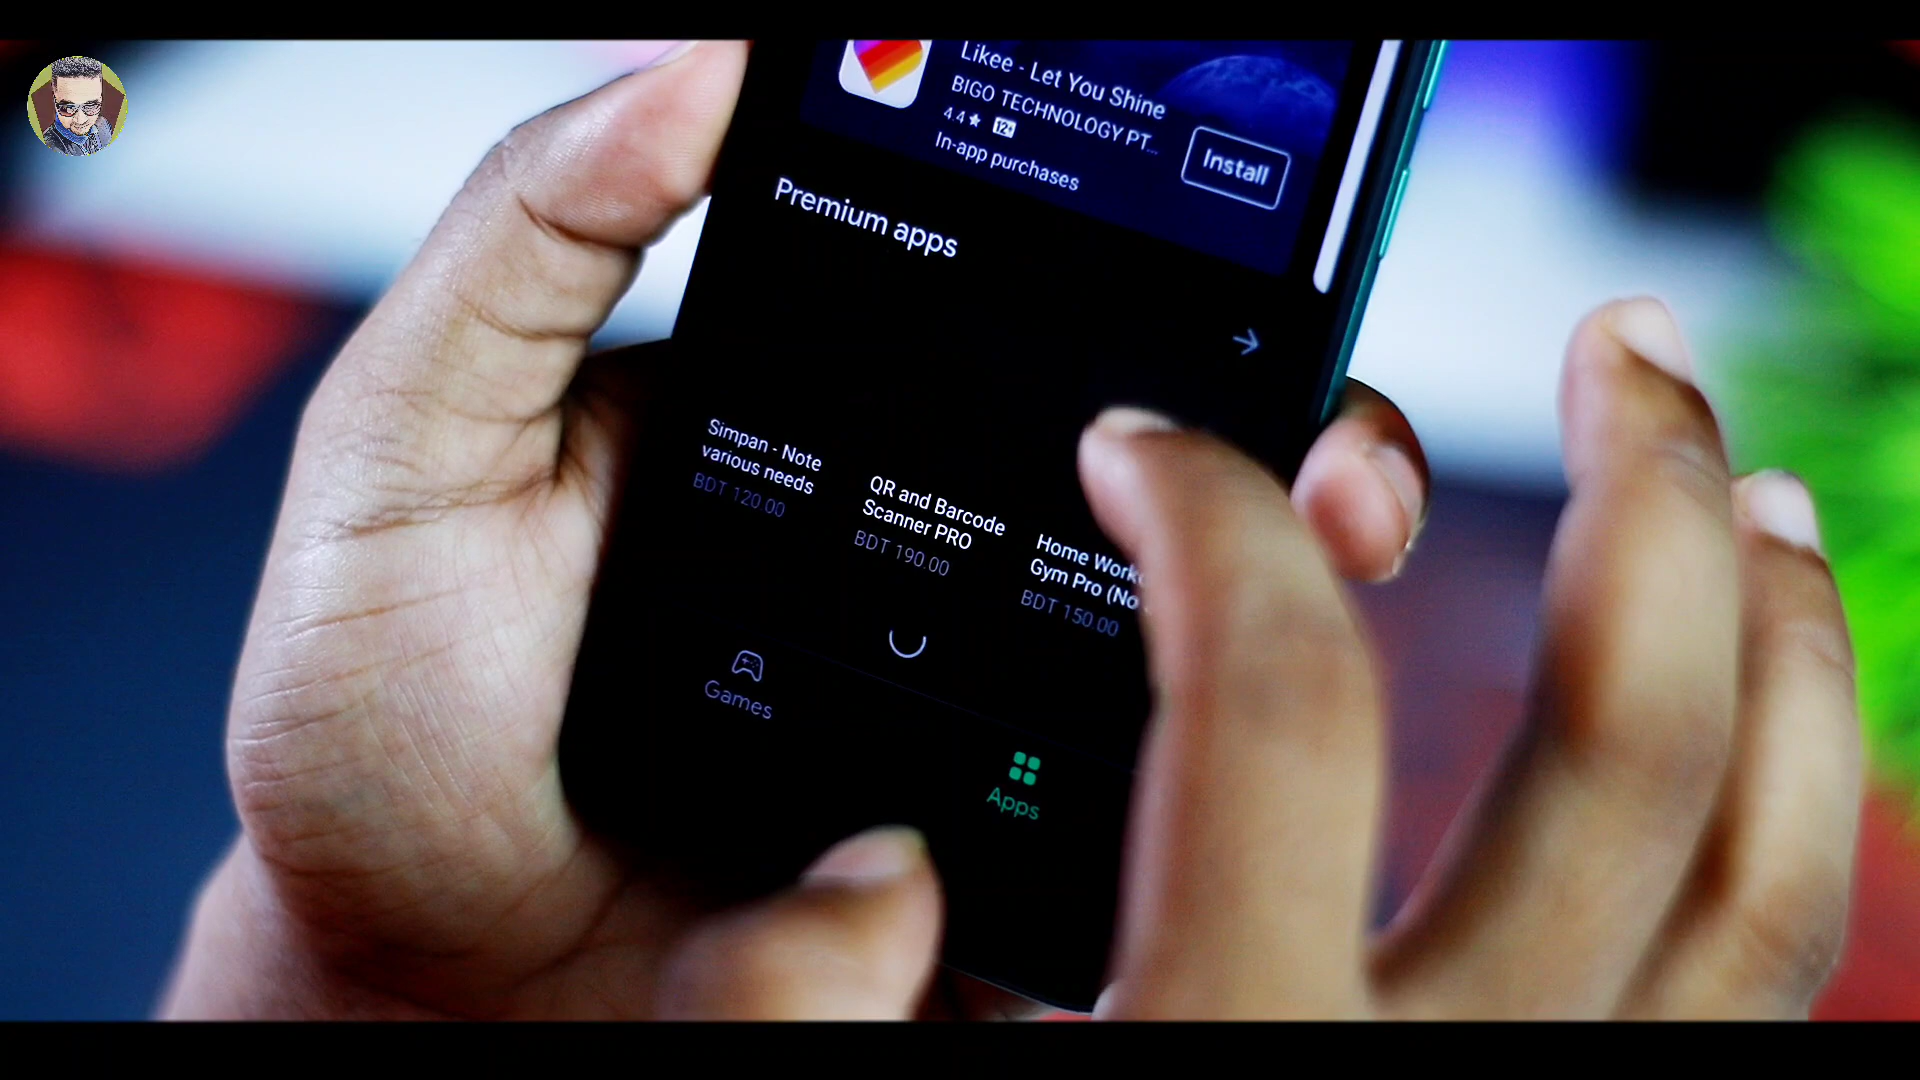 Likee - Let You Shine
BIGO TECHNOLOGY PT...
4.4★ 12+
In-app purchases
Install
Premium apps
Simpan - Note
various needs
BDT 120.00
QR and Barcode
Scanner PRO
BDT 190.00
Home Work
Gym Pro (No
BDT 150.00
Games
Apps